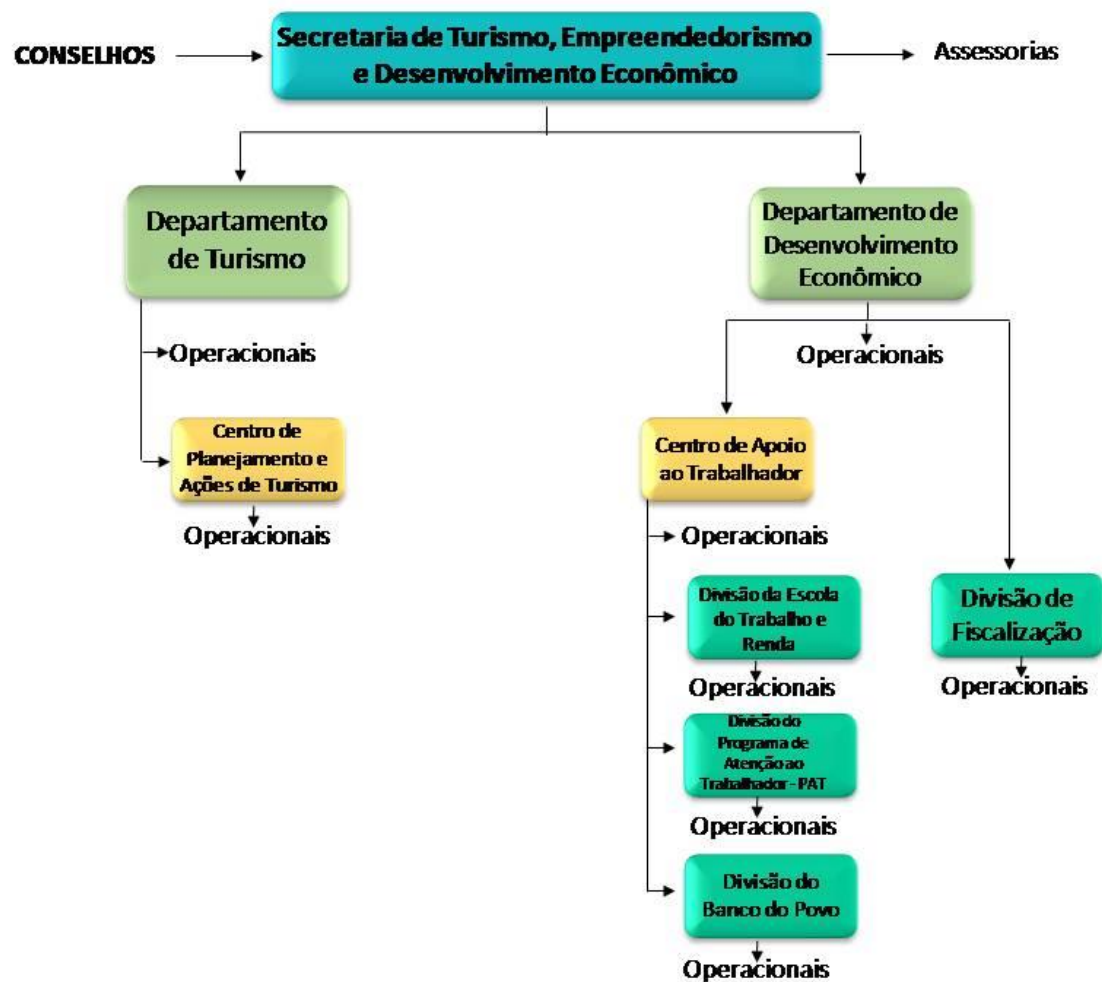 CONSELHOS
Secretaria de Turismo, Empreendedorismo
e Desenvolvimento Econômico
Assessorias
Departamento
de Turismo
Departamento de
Desenvolvimento
Econômico
Operacionais
Operacionais
Centro de
Planejamento e
Ações de Turismo
Operacionais
Centro de Apoio
ao Trabalhador
Operacionais
Divisão da Escola
do Trabalho e
Renda
Operacionais
Divisão de
Fiscalização
Operacionais
Divisão do
Programa de
Atenção ao
Trabalhador - PAT
Operacionais
Divisão do
Banco do Povo
Operacionais